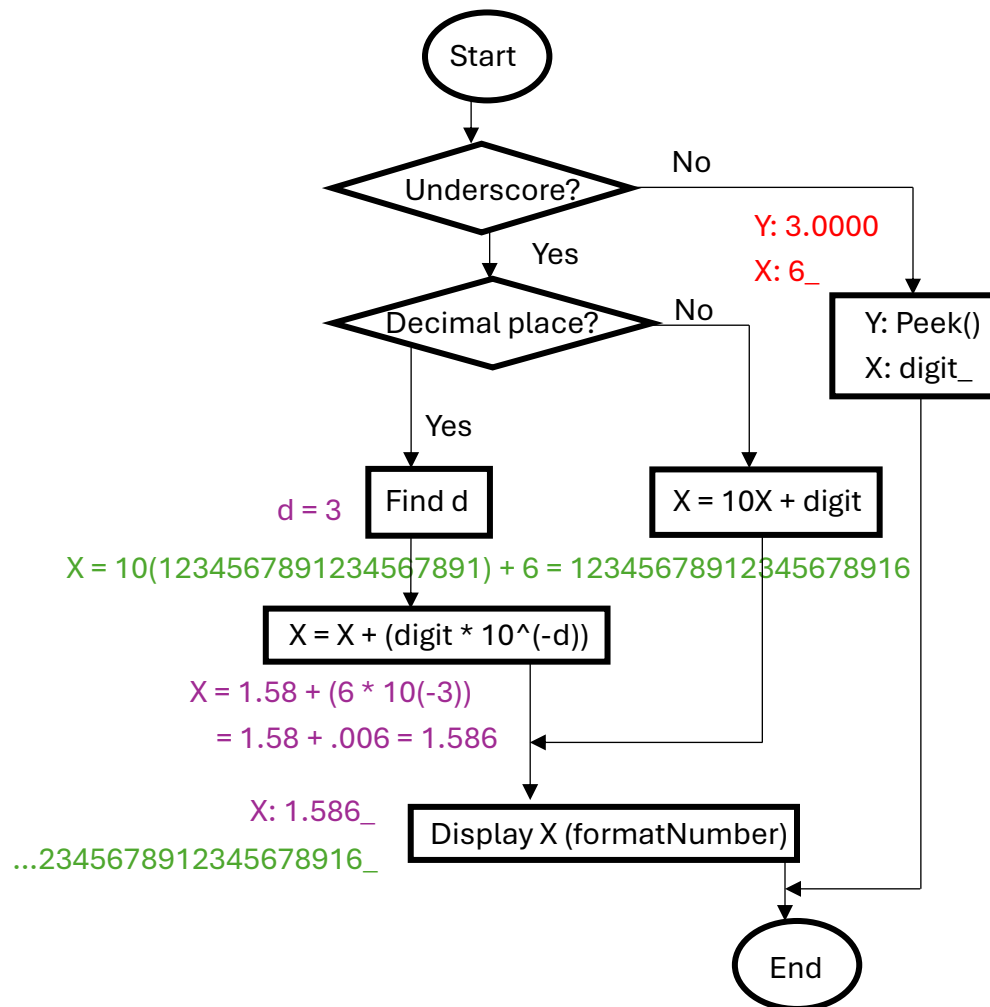 Start
No
Underscore?
Y: 3.0000
Yes
X: 6_
No
Decimal place?
Y: Peek()
X: digit_
Yes
Find d
X = 10X + digit
d = 3
X = 10(1234567891234567891) + 6 = 12345678912345678916
X = X + (digit * 10^(-d))
X = 1.58 + (6 * 10(-3))
= 1.58 + .006 = 1.586
X: 1.586_
Display X (formatNumber)
...2345678912345678916_
End